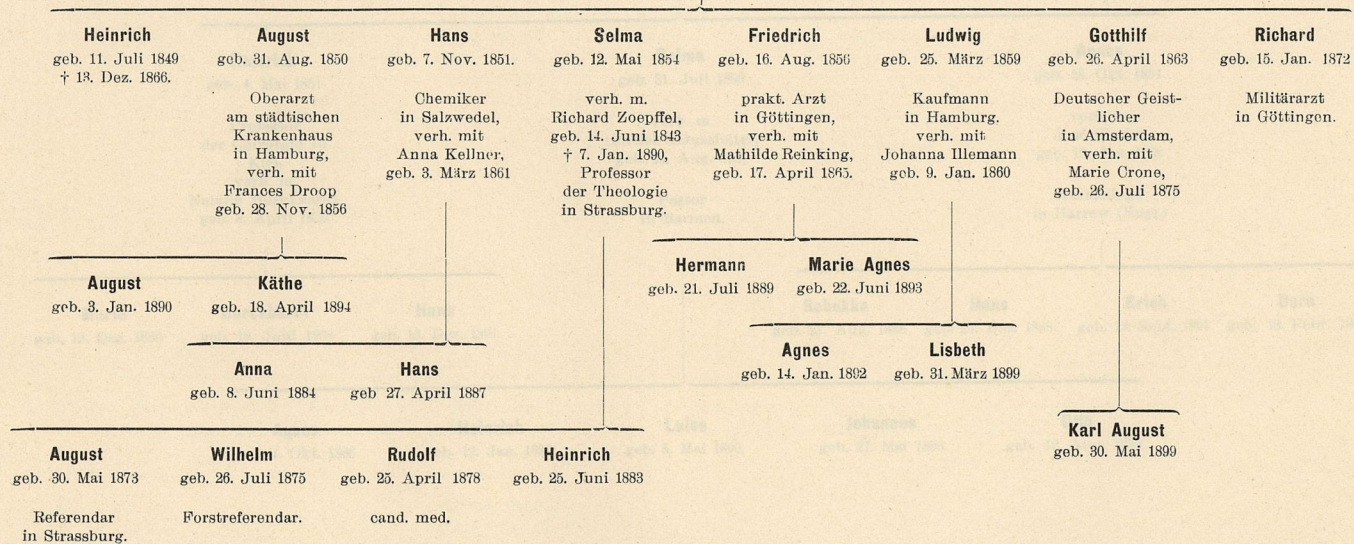 Heinrich
geb. 11. Juli 1849
† 13. Dez. 1866.
August
geb. 31. Aug. 1850
Oberarzt
am städtischen
Krankenhaus
in Hamburg,
verh. mit
Frances Droop
geb. 28. Nov. 1856
Hans
geb. 7. Nov. 1851.
Chemiker
in Salzwedel,
verh. mit
Anna Kellner,
geb. 3. März 1861
Selma
geb. 12. Mai 1854
verh. m.
Richard Zoepffel,
geb. 14. Juni 1843
† 7. Jan. 1890,
Professor
der Theologie
in Strassburg.
Friedrich
geb. 16. Aug. 1856
prakt. Arzt
in Göttingen,
verh. mit
Mathilde Reinking,
geb. 17. April 1865.
Ludwig
geb. 25. März 1859
Kaufmann
in Hamburg.
verh. mit
Johanna Illemann
geb. 9. Jan. 1860
Gotthilf
geb. 26. April 1863
Deutscher Geist-
licher
in Amsterdam,
verh. mit
Marie Crone,
geb. 26. Juli 1875
Richard
geb. 15. Jan. 1872
Militärarzt
in Göttingen.
August
geb. 3. Jan. 1890
Käthe
geb. 18. April 1894
Hermann
geb. 21. Juli 1889
Marie Agnes
geb. 22. Juni 1893
Anna
geb. 8. Juni 1884
Hans
geb 27. April 1887
Agnes
geb. 14. Jan. 1892
Lisbeth
geb. 31. März 1899
August
geb. 30. Mai 1873
Referendar
in Strassburg.
Wilhelm
geb. 26. Juli 1875
Forstreferendar.
Rudolf
geb. 25. April 1878
cand. med.
Heinrich
geb. 25. Juni 1883
Karl August
geb. 30. Mai 1899